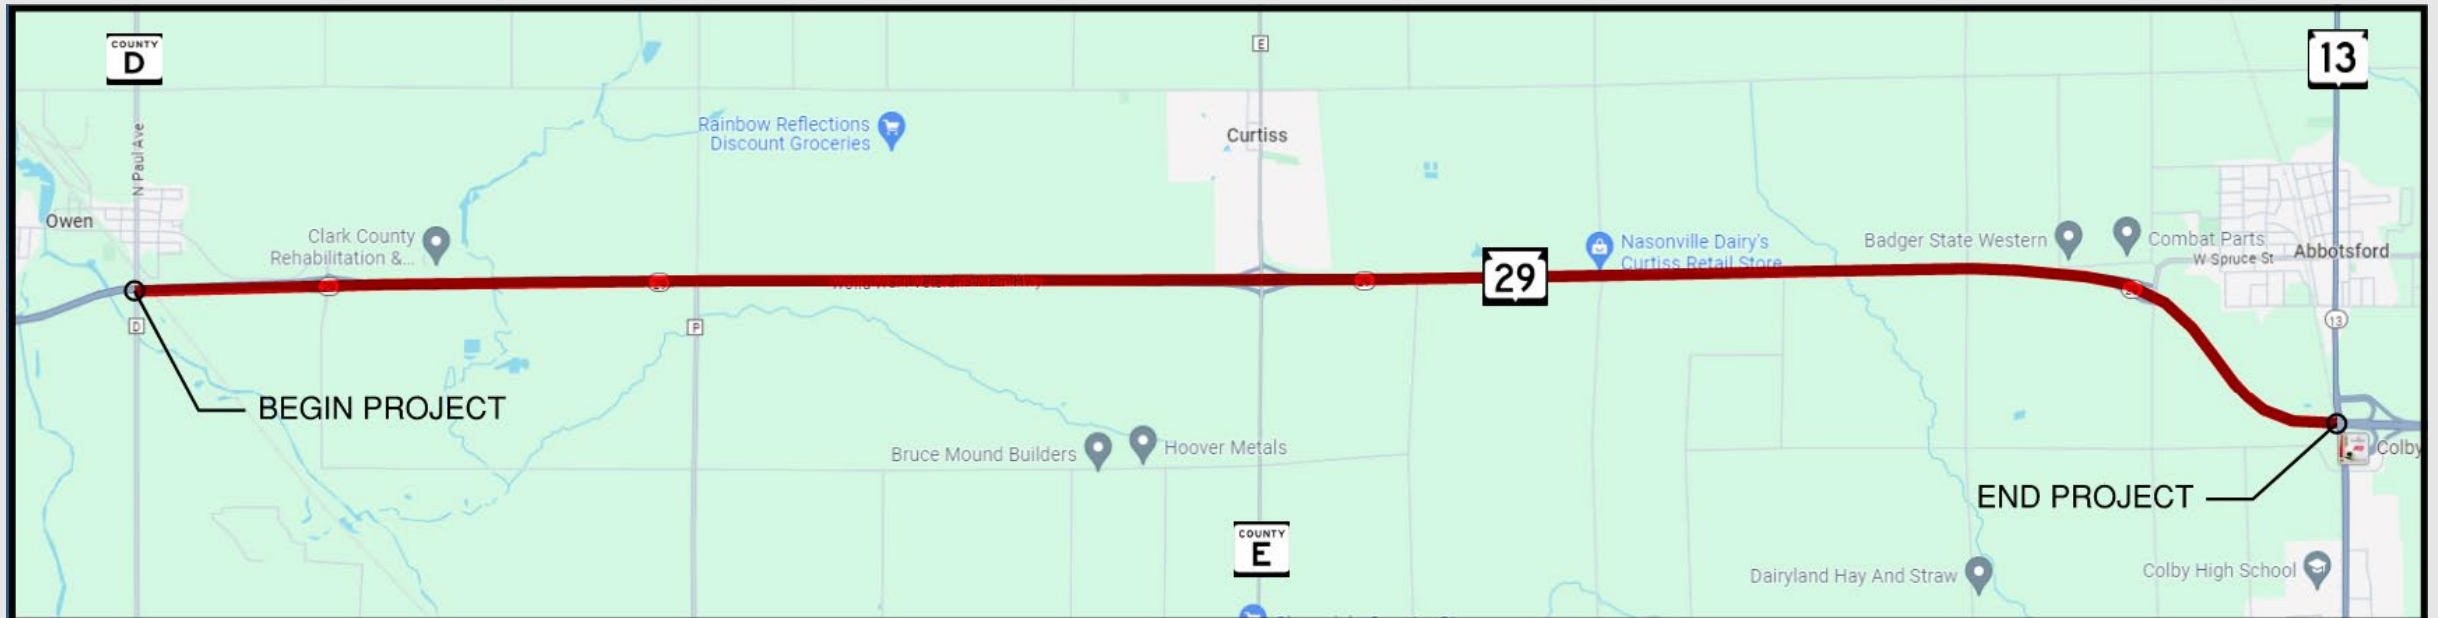 COUNTY
D
E
13
N Paul Ave
Rainbow Reflections
Discount Groceries
Curtiss
Owen
Clark County
Rehabilitation &...
29
Nasonville Dairy's
Curtiss Retail Store
Badger State Western
Combat Parts
W Spruce St
Abbotsford
D
P
13
BEGIN PROJECT
Bruce Mound Builders
Hoover Metals
Colby
END PROJECT
COUNTY
E
Dairyland Hay And Straw
Colby High School